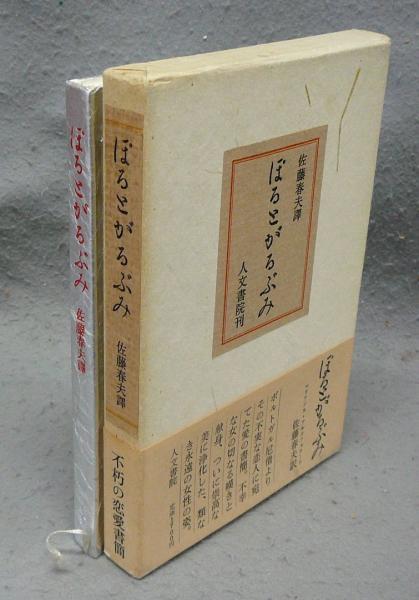 ぽるとがるぶみ
佐藤春夫譯
ぽるとがるぶみ
佐藤春夫譯
不朽の恋愛書簡
佐藤春夫譯
ぽるとがるぶみ
人文書院刊
ぽるとがるぶみ
佐藤春夫訳
ポルトガル尼僧より
その不実な恋人に宛
てた愛の書簡。不幸
な女の切なる嘆きと
献身、ついに崇高な
美に浄化した、類な
き永遠の女性の姿。
人文書院